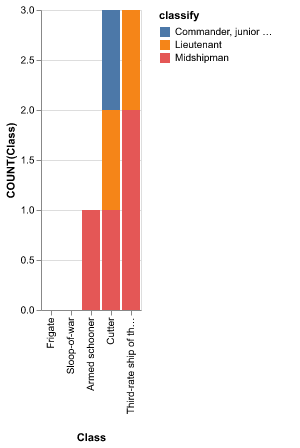 classify
Commander, junior ...
Lieutenant
Midshipman
3.0
2.5
2.0
1.5
1.0
0.5
0.0
COUNT(Class)
Frigate
Sloop-of-war
Armed schooner
Cutter
Third-rate ship of th...
Class